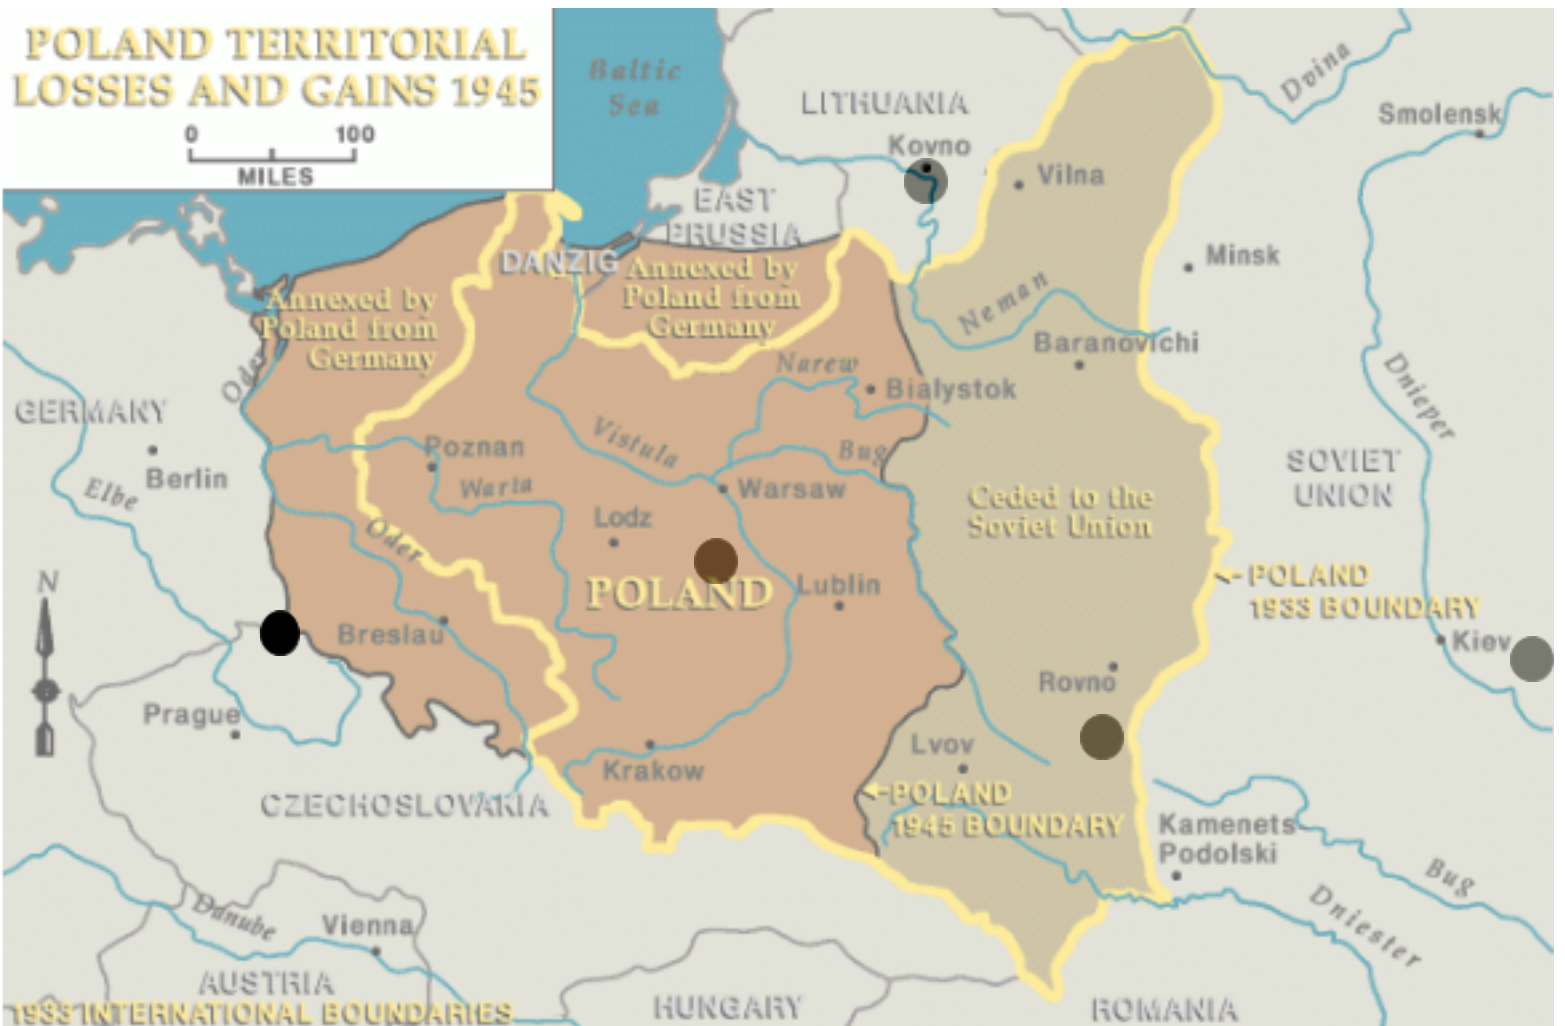 POLAND TERRITORIAL
LOSSES AND GAINS 1945
0 100
MILES
Baltic
Sea
LITHUANIA
Kovno
Vilna
Dvina
Smolensk
EAST
PRUSSIA
DANZIG
Minsk
Annexed by
Poland from
Germany
Annexed by
Poland from
Germany
Neman
Baranovichi
Oder
Narew
Bialystok
Dnieper
GERMANY
Berlin
Elbe
Poznan
Warta
Vistula
Bug
Warsaw
Lodz
Oder
POLAND
Lublin
Ceded to the
Soviet Union
SOVIET
UNION
POLAND
1933 BOUNDARY
N
Breslau
Kiev
Rovno
Prague
Lvov
Krakow
CZECHOSLOVAKIA
POLAND
1945 BOUNDARY
Kamenets-
Podolski
Bug
Dniester
Danube
Vienna
AUSTRIA
1933 INTERNATIONAL BOUNDARIES
HUNGARY
ROMANIA